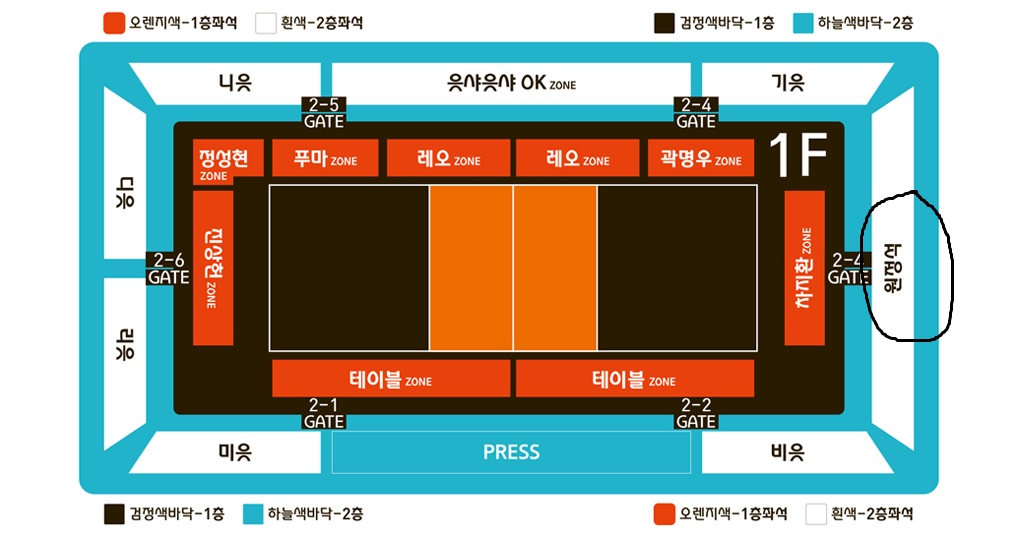 오렌지색-1층좌석
흰색-2층좌석
검정색바닥-1층
하늘색바닥-2층
니읏
읏샤읏샤 OK ZONE
기읏
2-5
GATE
2-4
GATE
정성현
ZONE
푸마 ZONE
레오 ZONE
레오 ZONE
곽명우 ZONE
1F
디읏
진상헌 ZONE
차지환 ZONE
2-6
GATE
2-4
GATE
원정석
리읏
테이블 ZONE
테이블 ZONE
2-1
GATE
2-2
GATE
미읏
PRESS
비읏
검정색바닥-1층
하늘색바닥-2층
오렌지색-1층좌석
흰색-2층좌석